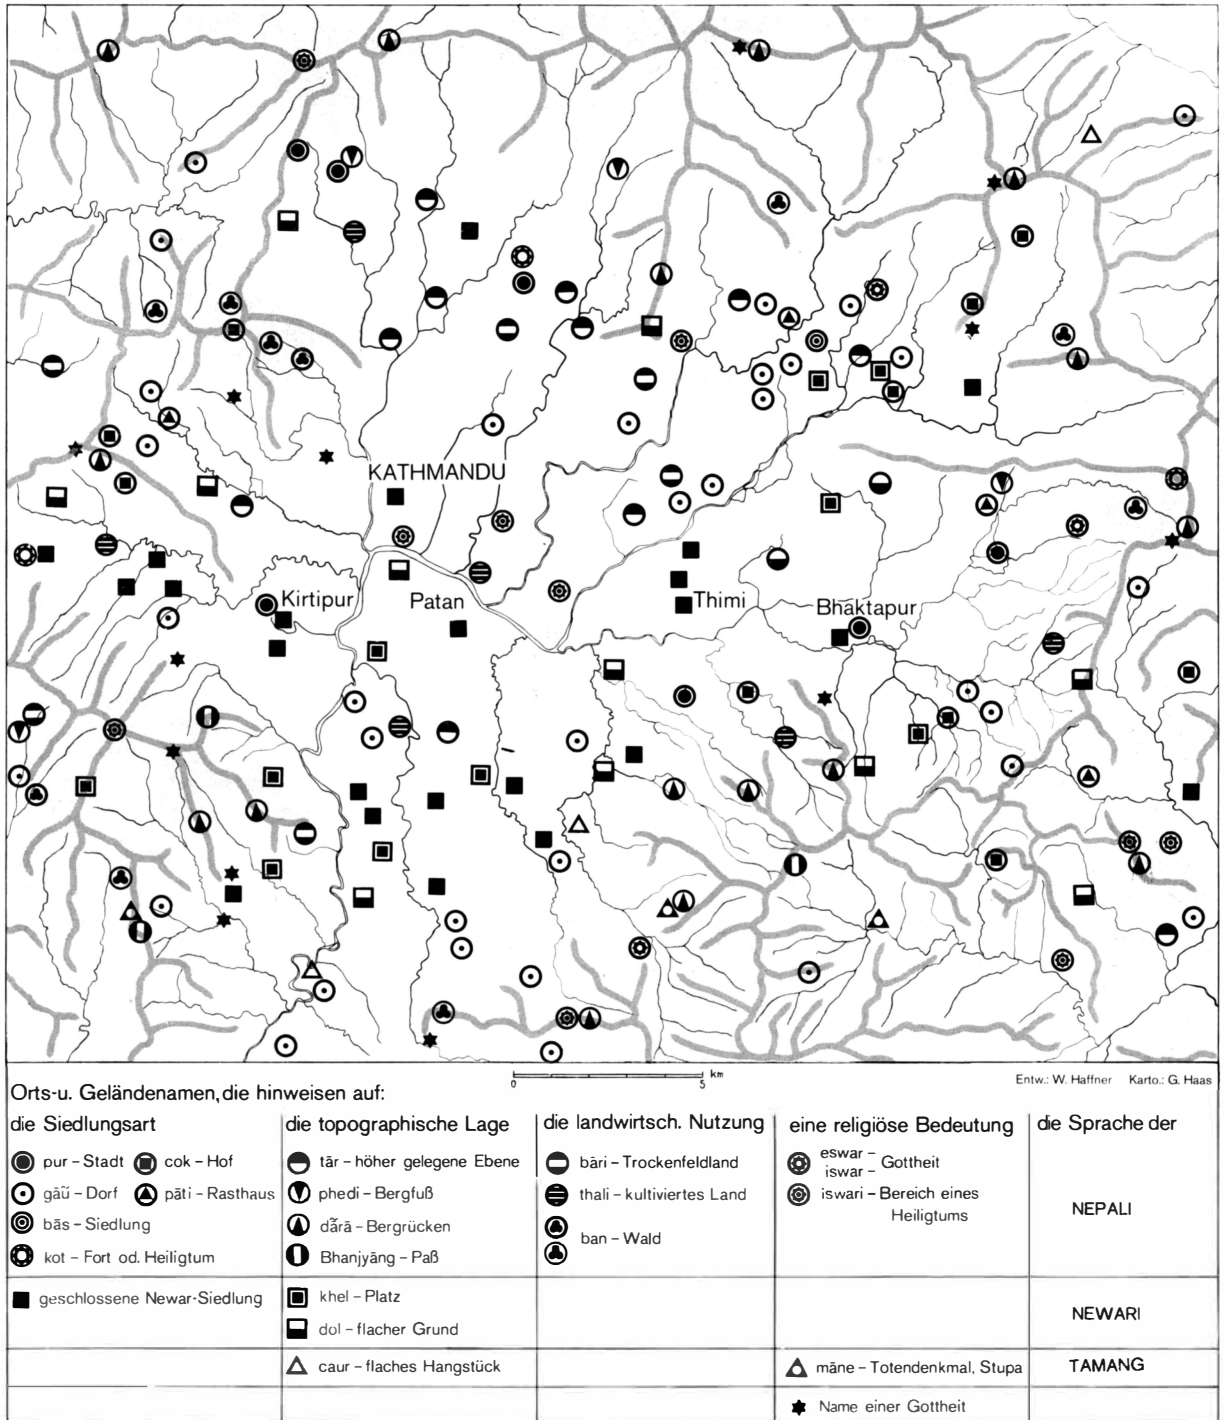 KATHMANDU
Kirtipur
Patan
Thimi
Bhaktapur
0 5 km
Entw.: W. Haffner Karto.: G. Haas
Orts-u. Geländenamen, die hinweisen auf:
die Siedlungsart
pur – Stadt
cok – Hof
gāũ – Dorf
pāti – Rasthaus
bās – Siedlung
kot – Fort od. Heiligtum
geschlossene Newar-Siedlung
die topographische Lage
tār – höher gelegene Ebene
phedi – Bergfuß
dãrā – Bergrücken
Bhanjyāng – Paß
khel – Platz
dol – flacher Grund
caur – flaches Hangstück
die landwirtsch. Nutzung
bāri – Trockenfeldland
thali – kultiviertes Land
ban – Wald
eine religiöse Bedeutung
eswar –
iswar – Gottheit
iswari – Bereich eines
Heiligtums
māne – Totendenkmal, Stupa
Name einer Gottheit
die Sprache der
NEPALI
NEWARI
TAMANG